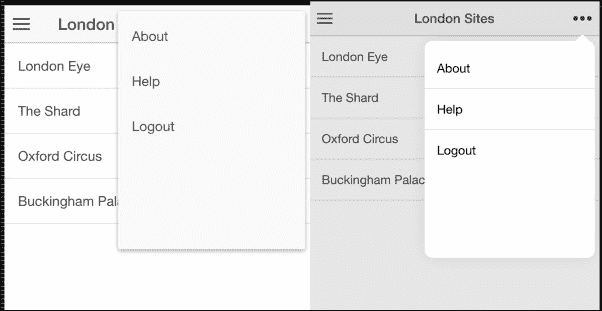 London
About
London Eye
Help
The Shard
Logout
Oxford Circus
Buckingham Pala
London Sites
London Eye
About
The Shard
Help
Oxford Circus
Logout
Buckingham Palac